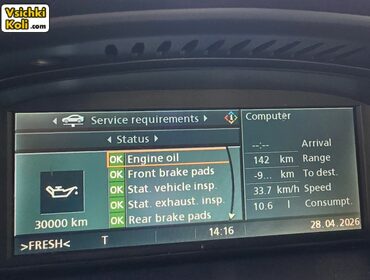 Vsichki
Koli .com
Service requirements
Status
Engine oil
OK
Front brake pads
OK
Stat. vehicle insp.
OK
Stat. exhaust. insp.
OK
Rear brake pads
OK
30000 km
Computer
--:-- Arrival
142 km Range
-9... km To dest.
33.7 km/h Speed
10.6 l Consumpt.
>FRESH< T 14:16 28.04.2026